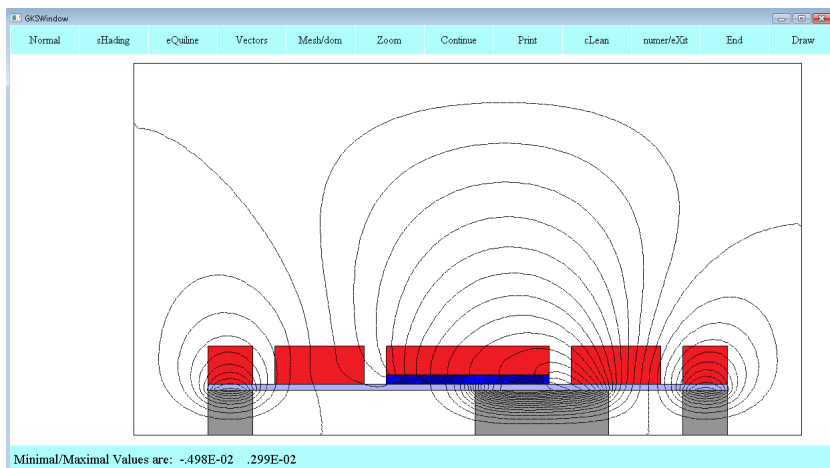 GKSWindow
Normal sHading eQuiline Vectors Mesh/dom Zoom Continue Print cLean numer/eXit End Draw
Minimal/Maximal Values are: -.498E-02 .299E-02